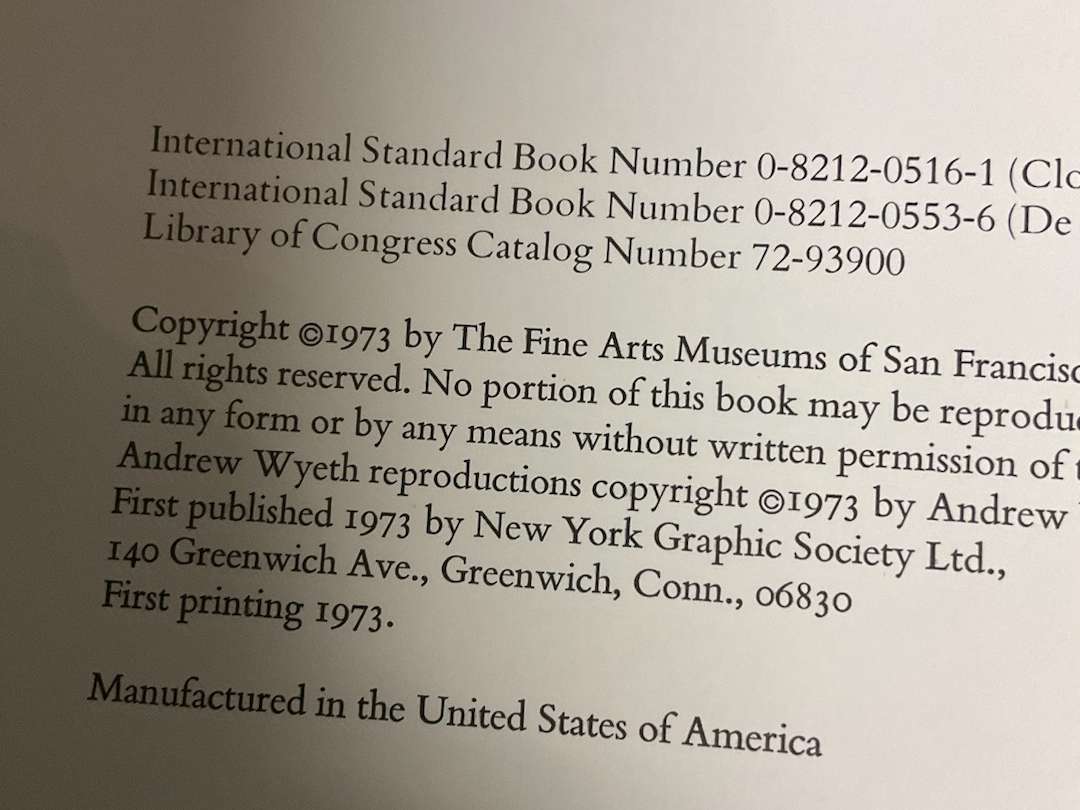 International Standard Book Number 0-8212-0516-1 (Clo
International Standard Book Number 0-8212-0553-6 (De
Library of Congress Catalog Number 72-93900
Copyright ©1973 by The Fine Arts Museums of San Francisc
All rights reserved. No portion of this book may be reprodu
in any form or by any means without written permission of t
Andrew Wyeth reproductions copyright ©1973 by Andrew
First published 1973 by New York Graphic Society Ltd.,
140 Greenwich Ave., Greenwich, Conn., 06830
First printing 1973.
Manufactured in the United States of America